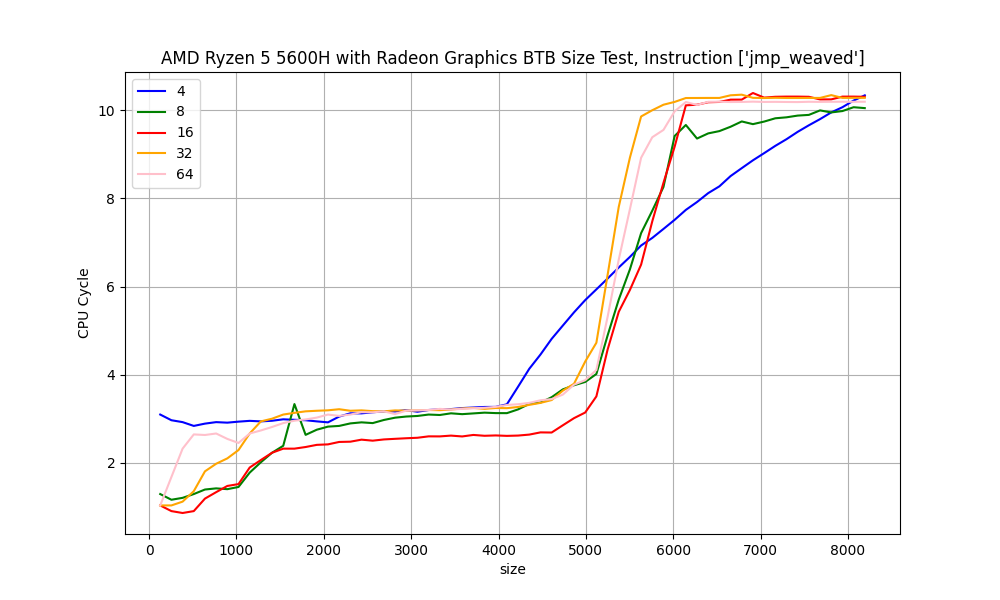 AMD Ryzen 5 5600H with Radeon Graphics BTB Size Test, Instruction ['jmp_weaved']
4
8
16
32
64
10
8
6
4
2
CPU Cycle
0 1000 2000 3000 4000 5000 6000 7000 8000
size